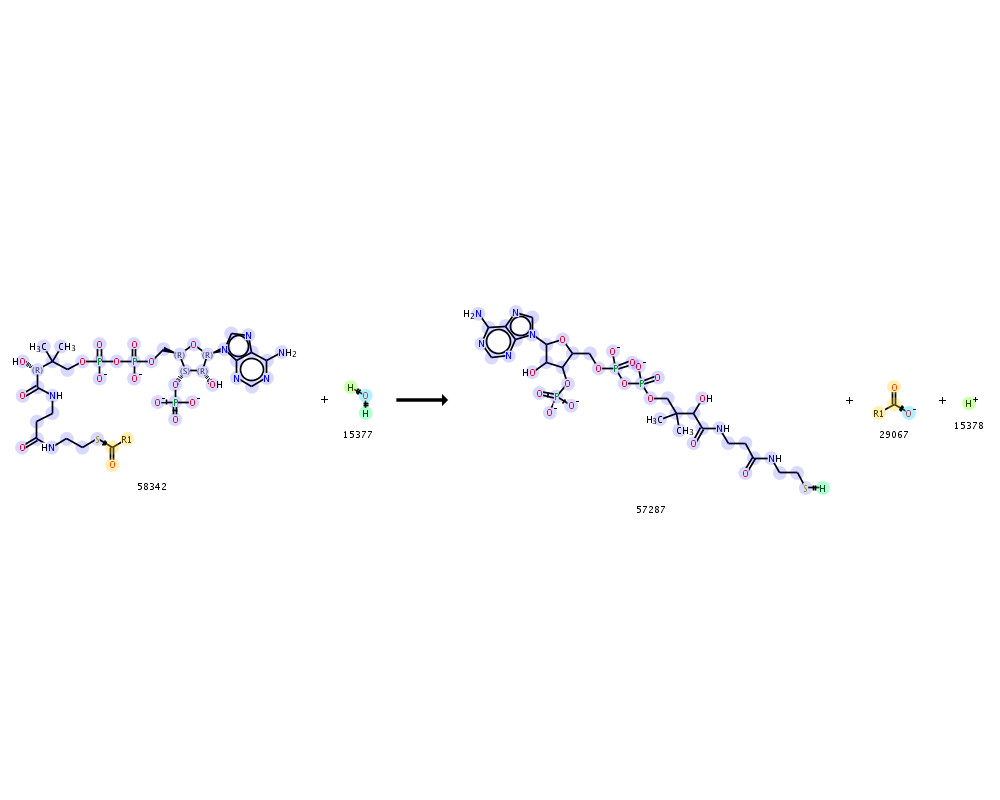 H₃C CH₃ O O O N
HO (R) O P O P O (R) (R) N N NH₂
O⁻ O⁻ (S) (R) N N
O NH O OH
O⁻ P O⁻
O
O HN S R1
O
58342
+
H O
H
15377
H₂N N N
N N O
HO O O⁻ P O O⁻
O P O⁻ O P O
O⁻ O⁻ O OH
H₃C CH₃
O NH
O NH
S H
57287
+
O
R1 O⁻
29067
+
H⁺
15378